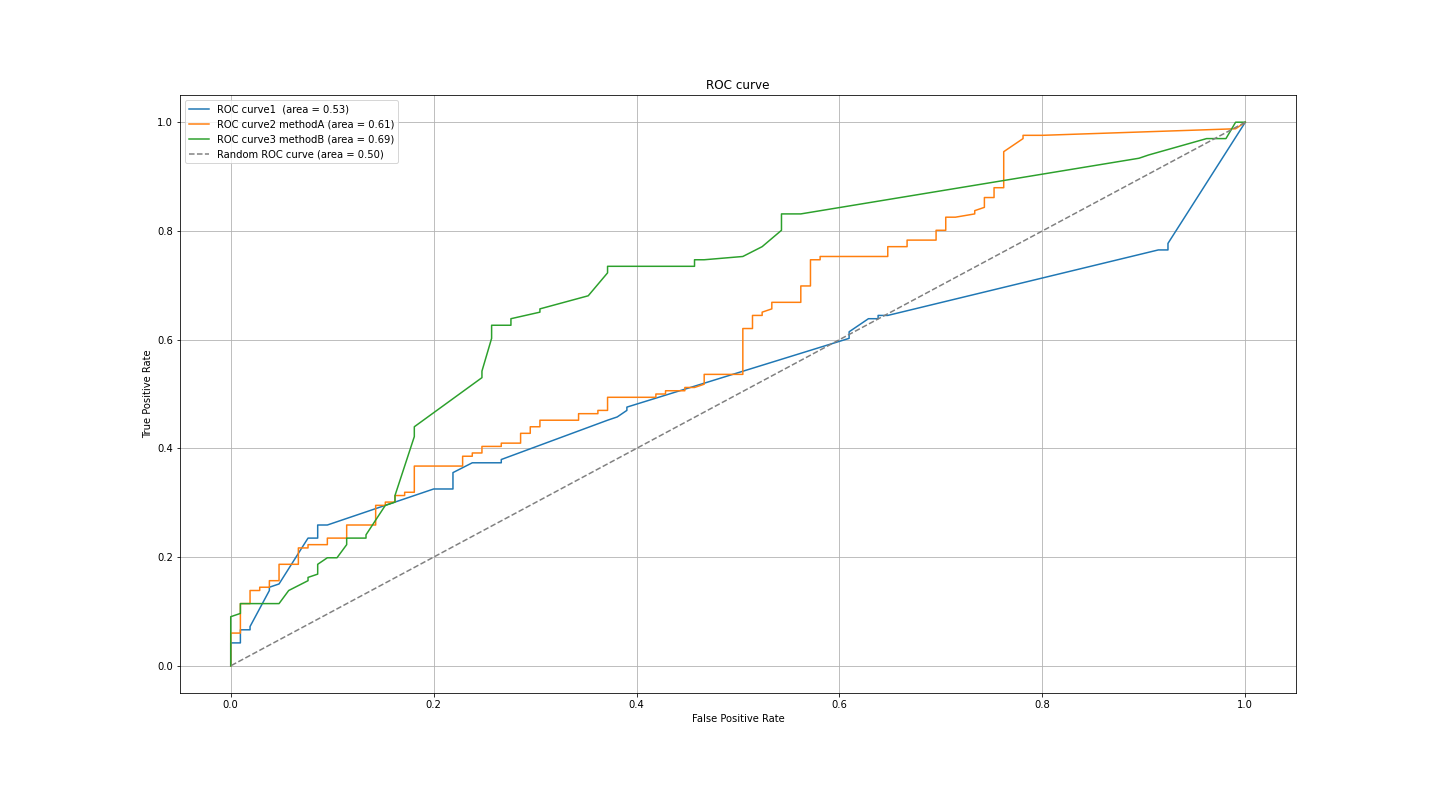 ROC curve
ROC curve1  (area = 0.53)
ROC curve2 methodA (area = 0.61)
ROC curve3 methodB (area = 0.69)
Random ROC curve (area = 0.50)
1.0
0.8
0.6
0.4
0.2
0.0
True Positive Rate
0.0 0.2 0.4 0.6 0.8 1.0
False Positive Rate